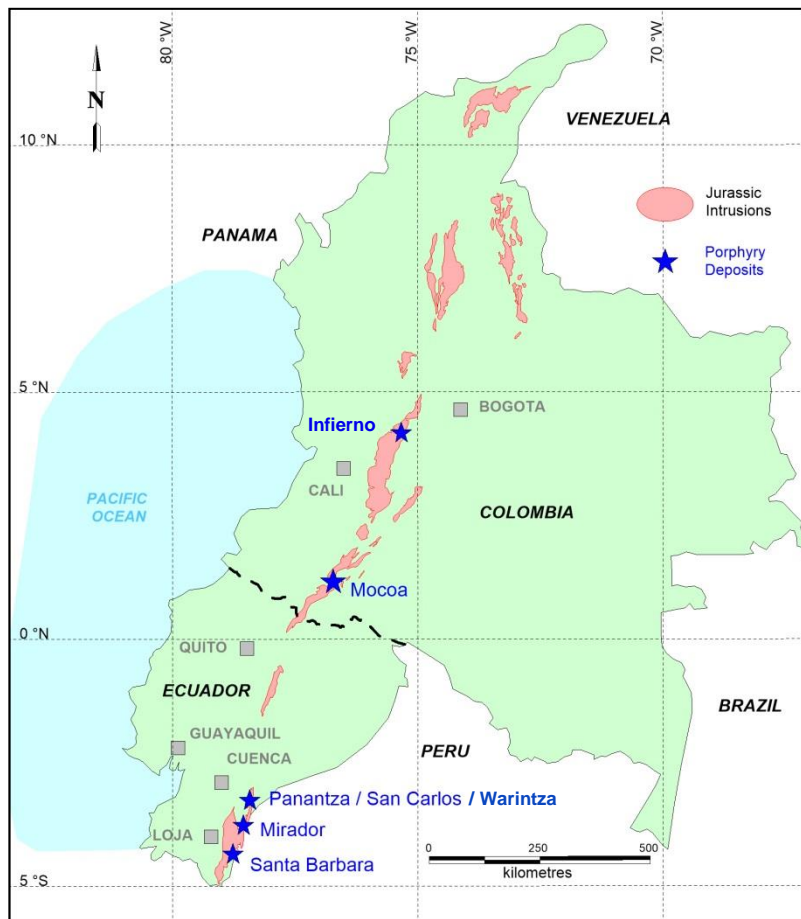 80 °W
75 °W
70 °W
N
VENEZUELA
10 °N
Jurassic
Intrusions
PANAMA
Porphyry
Deposits
5 °N
BOGOTA
Infierno
CALI
PACIFIC
OCEAN
COLOMBIA
Mocoa
0 °N
QUITO
ECUADOR
BRAZIL
GUAYAQUIL
PERU
CUENCA
Panantza / San Carlos / Warintza
Mirador
LOJA
Santa Barbara
0 250 500
kilometres
5 °S